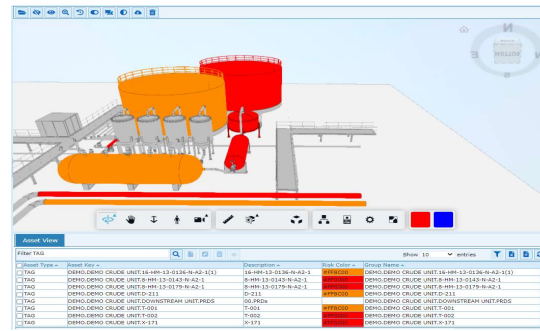 Asset View
Filter TAG
Show 10 entries
Asset Type Asset Key Description Risk Color Group Name
TAG DEMO.DEMO CRUDE UNIT.16-HM-13-0136-N-A2-1(1) 16-HM-13-0136-N-A2-1 #FF8C00 DEMO.DEMO CRUDE UNIT.16-HM-13-0136-N-A2-1(1)
TAG DEMO.DEMO CRUDE UNIT.8-HM-13-0143-N-A2-1 8-HM-13-0143-N-A2-1 DEMO.DEMO CRUDE UNIT.8-HM-13-0143-N-A2-1
TAG DEMO.DEMO CRUDE UNIT.8-HM-13-0179-N-A2-1 8-HM-13-0179-N-A2-1 DEMO.DEMO CRUDE UNIT.8-HM-13-0179-N-A2-1
TAG DEMO.DEMO CRUDE UNIT.D-211 D-211 #FF8C00 DEMO.DEMO CRUDE UNIT.D-211
TAG DEMO.DEMO CRUDE UNIT.DOWNSTREAM UNIT.PRDS 00.PRDs DEMO.DEMO CRUDE UNIT.DOWNSTREAM UNIT.PRDS
TAG DEMO.DEMO CRUDE UNIT.T-001 T-001 #FF8C00 DEMO.DEMO CRUDE UNIT.T-001
TAG DEMO.DEMO CRUDE UNIT.T-002 T-002 DEMO.DEMO CRUDE UNIT.T-002
TAG DEMO.DEMO CRUDE UNIT.X-171 X-171 DEMO.DEMO CRUDE UNIT.X-171